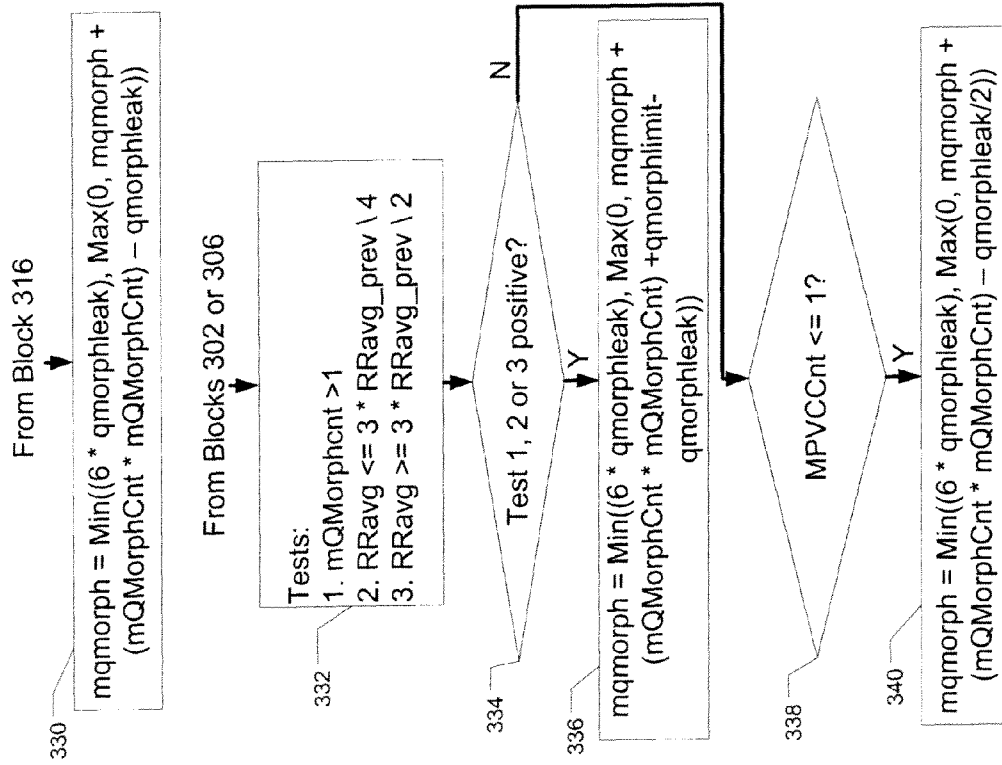 From Block 316
330
mqmorph = Min((6 * qmorphleak), Max(0, mqmorph +
(mQMorphCnt * mQMorphCnt) – qmorphleak))
From Blocks 302 or 306
332
Tests:
1. mQMorphcnt >1
2. RRavg <= 3 * RRavg_prev \ 4
3. RRavg >= 3 * RRavg_prev \ 2
334
Test 1, 2 or 3 positive?
N
Y
336
mqmorph = Min((6 * qmorphleak), Max(0, mqmorph +
(mQMorphCnt * mQMorphCnt) +qmorphlimit-
qmorphleak))
338
MPVCCnt <= 1?
Y
340
mqmorph = Min((6 * qmorphleak), Max(0, mqmorph +
(mQMorphCnt * mQMorphCnt) – qmorphleak/2))